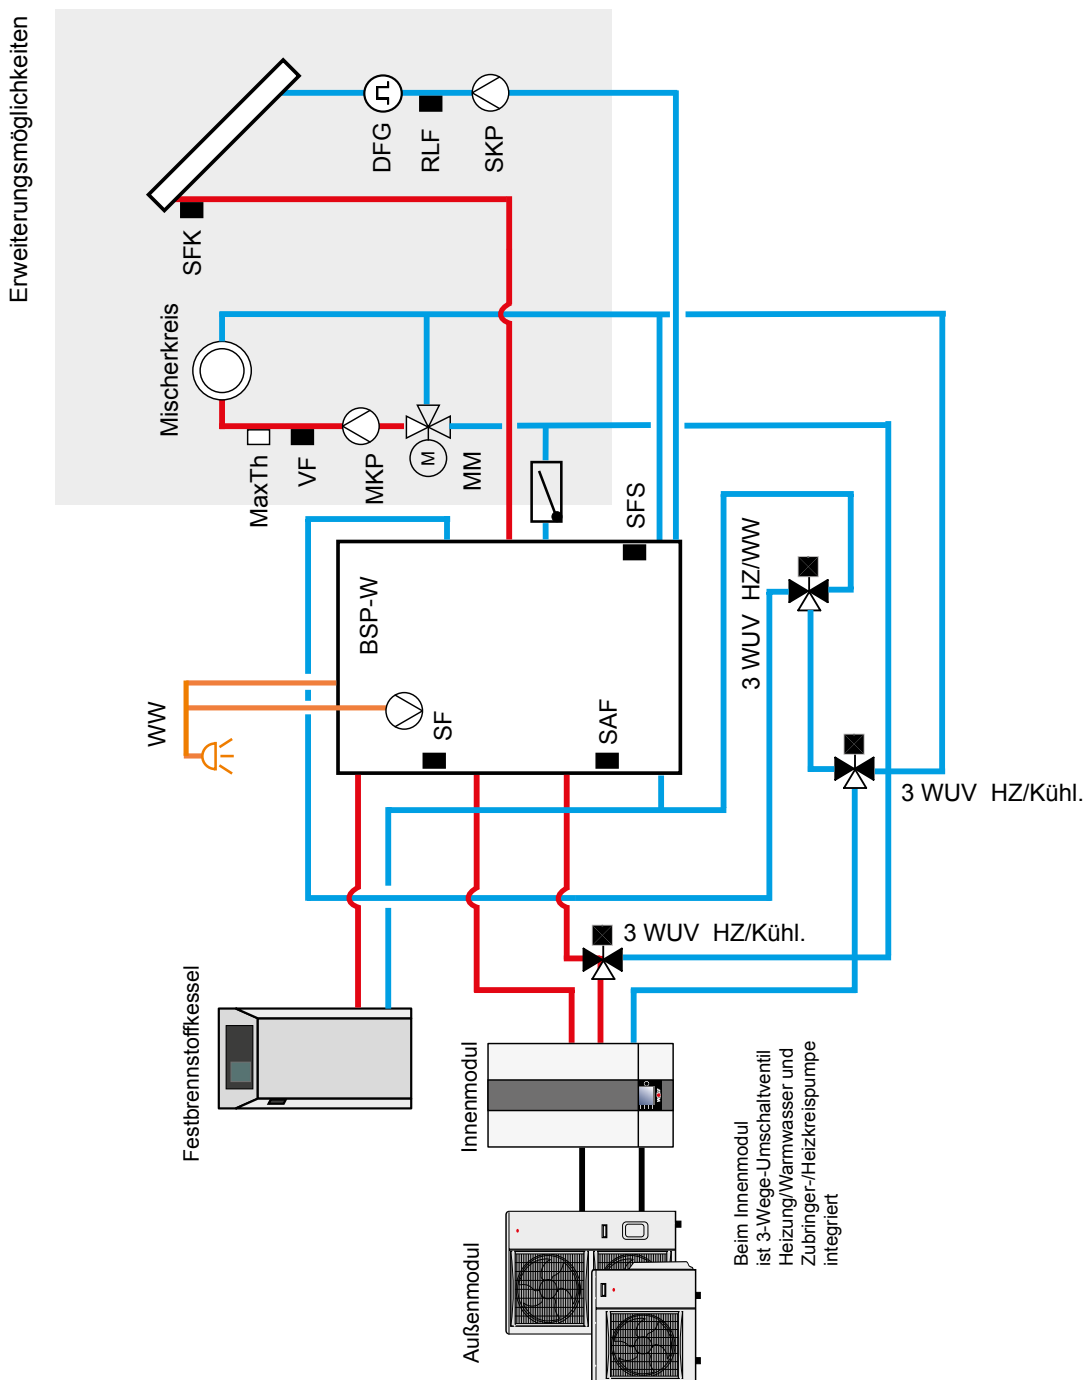 Erweiterungsmöglichkeiten
DFG
RLF
SKP
SFK
Mischerkreis
MaxTh
VF
MKP
M
MM
SFS
BSP-W
3 WUV HZ/WW
WW
SF
SAF
3 WUV HZ/Kühl.
3 WUV HZ/Kühl.
Festbrennstoffkessel
Innenmodul
Außenmodul
Beim Innenmodul
ist 3-Wege-Umschaltventil
Heizung/Warmwasser und
Zubringer-/Heizkreispumpe
integriert